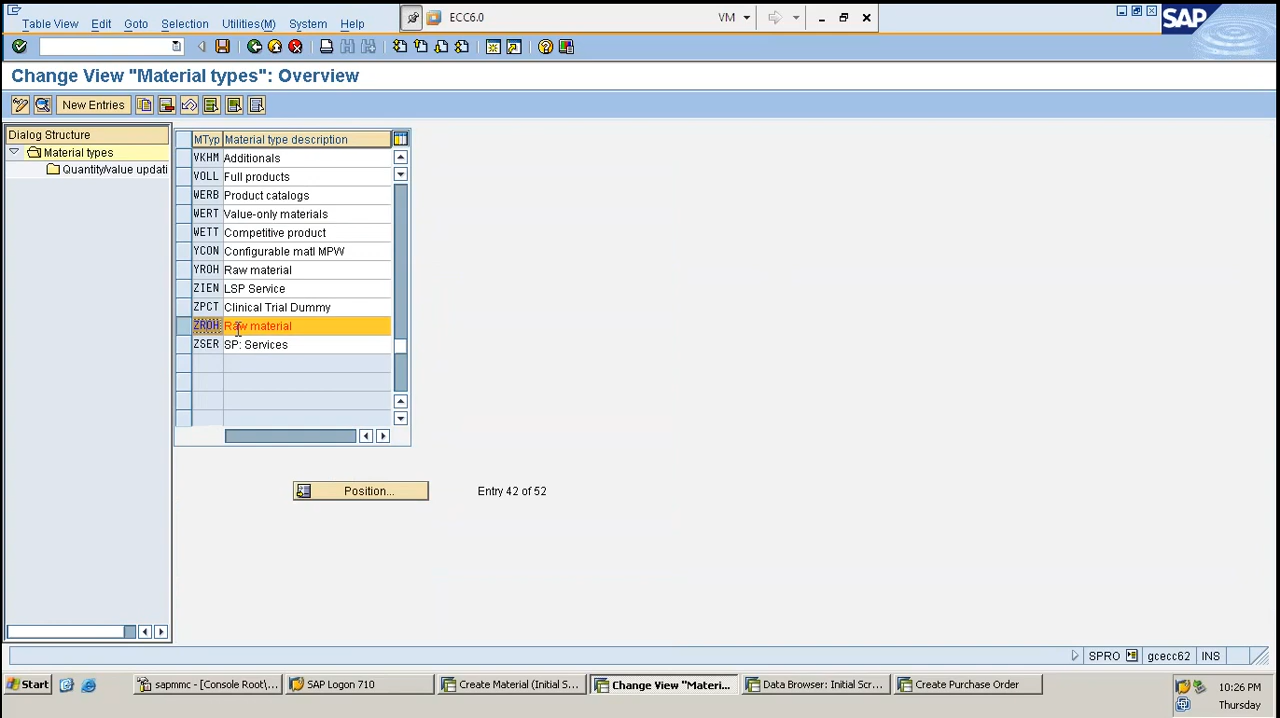 Table View Edit Goto Selection Utilities(M) System Help
ECC6.0
VM
SAP
Change View "Material types": Overview
New Entries
Dialog Structure
Material types
Quantity/value updati
MTyp Material type description
VKHM Additionals
VOLL Full products
WERB Product catalogs
WERT Value-only materials
WETT Competitive product
YCON Configurable matl MPW
YROH Raw material
ZIEN LSP Service
ZPCT Clinical Trial Dummy
ZROH Raw material
ZSER SP: Services
Position... Entry 42 of 52
SPRO gcecc62 INS
Start sapmmc - [Console Root\... SAP Logon 710 Create Material (Initial S... Change View "Materi... Data Browser: Initial Scr... Create Purchase Order
10:26 PM
Thursday